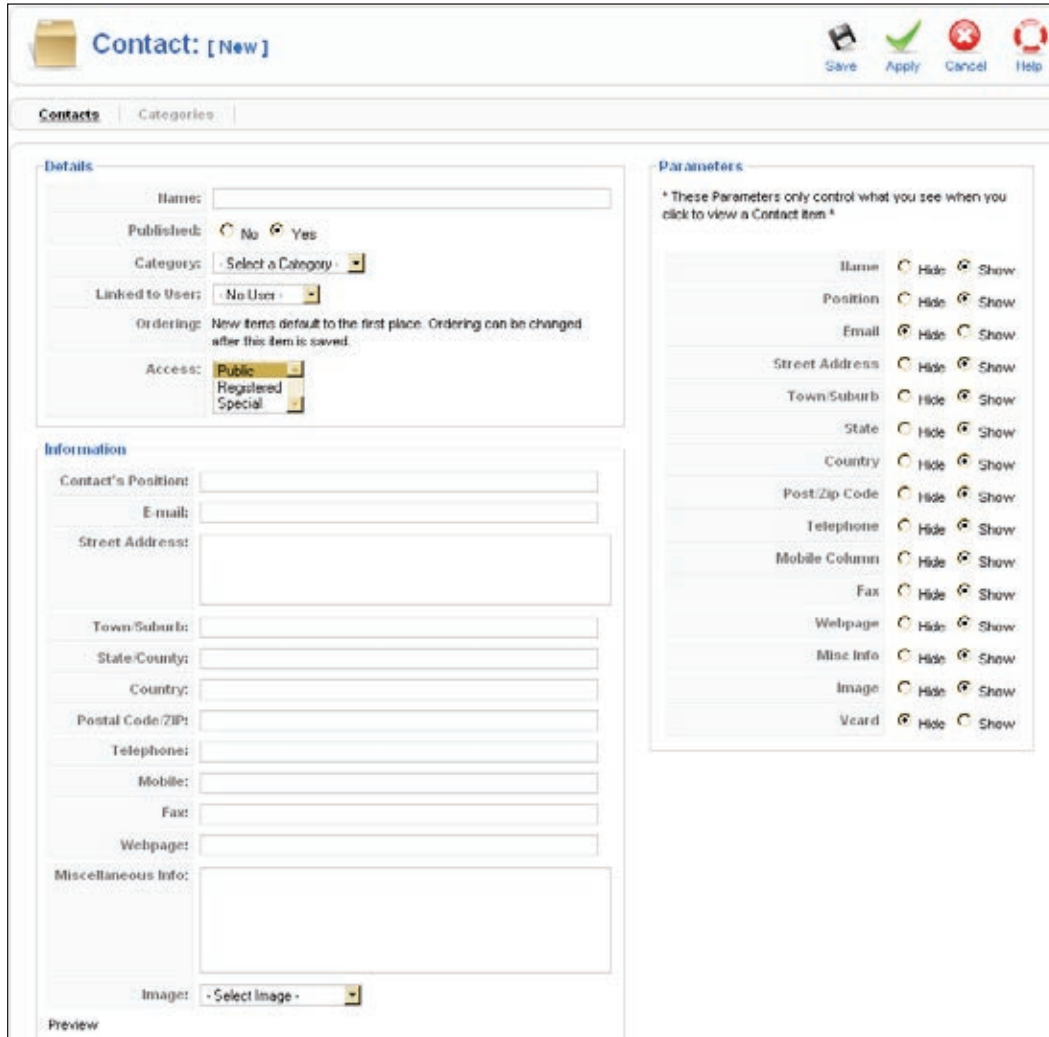 Contact: [ New ]
Save Apply Cancel Help
Contacts Categories
Details
Name:
Published: No Yes
Category: - Select a Category -
Linked to User: - No User -
Ordering: New items default to the first place. Ordering can be changed
after this item is saved.
Access: Public
Registered
Special
Information
Contact's Position:
E-mail:
Street Address:
Town/Suburb:
State/County:
Country:
Postal Code/ZIP:
Telephone:
Mobile:
Fax:
Webpage:
Miscellaneous Info:
Image: - Select Image -
Preview
Parameters
* These Parameters only control what you see when you
click to view a Contact item *
Name Hide Show
Position Hide Show
Email Hide Show
Street Address Hide Show
Town/Suburb Hide Show
State Hide Show
Country Hide Show
Post/Zip Code Hide Show
Telephone Hide Show
Mobile Column Hide Show
Fax Hide Show
Webpage Hide Show
Misc Info Hide Show
Image Hide Show
Vcard Hide Show